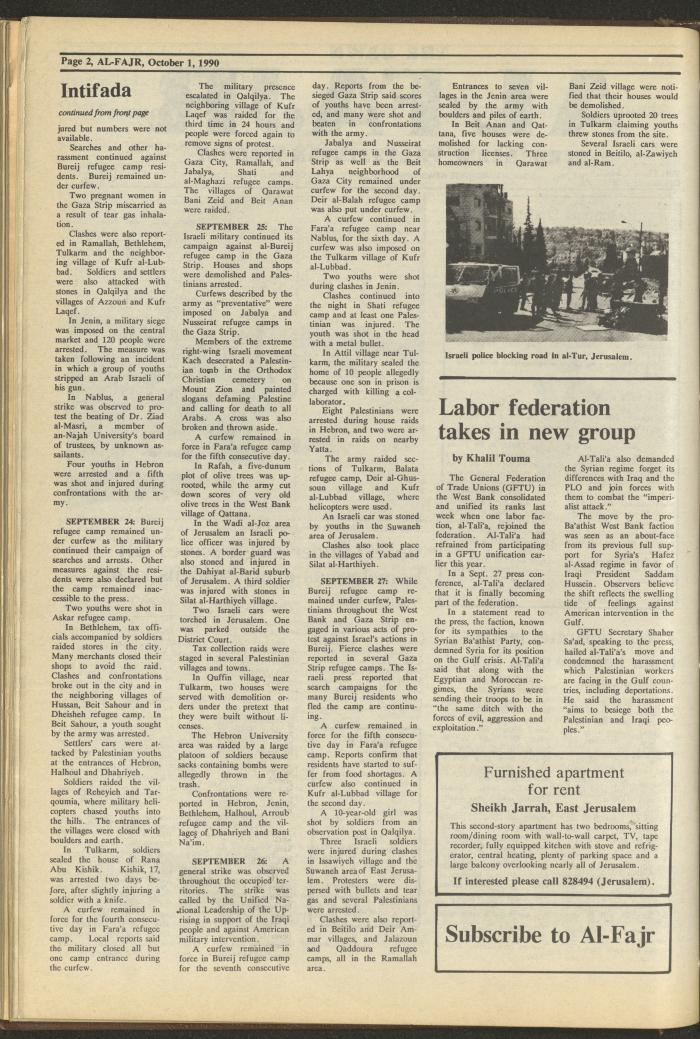 Page 2, AL-FAJR, October 1, 1990
Intifada
continued from front page
jured but numbers not were
available.
Searches and other ha-
rassment continued against
Bureij refugee camp resi-
dents. Bureij remained un-
der curfew.
Two pregnant women in
the Gaza Strip miscarried as
a result of tear gas inhala-
tion.
Clashes were also report-
ed in Ramallah, Bethlehem,
Tulkarm and the neighbor-
ing village of Kufr al-Lub-
bad. Soldiers and settlers
were also attacked with
stones in Qalqilya and the
villages of Azzoun and Kufr
Laqef.
In Jenin, a military siege
was imposed on the central
market and 120 people were
arrested. The measure was
taken following an incident
in which a group of youths
stripped an Arab Israeli of
his gun.
In Nablus, a general
strike was observed to pro-
test the beating of Dr. Ziad
al-Masri, a member of
an-Najah University's board
of trustees, by unknown as-
sailants.
Four youths in Hebron
were arrested and a fifth
was shot and injured during
confrontations with the ar-
my.
SEPTEMBER 24: Bureij
refugee camp remained un-
der curfew as the military
continued their campaign of
searches and arrests. Other
measures against the resi-
dents were also declared but
the camp remained inac-
cessible to the press.
Two youths were shot in
Askar refugee camp.
In Bethlehem, tax offi-
cials accompanied by soldiers
raided stores in the city.
Many merchants closed their
shops to avoid the raid.
Clashes and confrontations
broke out in the city and in
the neighboring villages of
Hussan, Beit Sahour and in
Dheisheh refugee camp. In
Beit Sahour, a youth sought
by the army was arrested.
Settlers' cars were at-
tacked by Palestinian youths
at the entrances of Hebron,
Halhoul and Dhahriyeh.
Soldiers raided the vil-
lages of Reheyieh and Tar-
qoumia, where military heli-
copters chased youths into
the hills. The entrances of
the villages were closed with
boulders and earth.
In Tulkarm, soldiers
sealed the house of Rana
Abu Kishik. Kishik, 17,
was arrested two days be-
fore, after slightly injuring a
soldier with a knife.
A curfew remained in
force for the fourth consecu-
tive day in Fara'a refugee
camp. Local reports said
the military closed all but
one camp entrance during
the curfew.
The military presence
escalated in Qalqilya. The
neighboring village of Kufr
Laqef was raided for the
third time in 24 hours and
people were forced again to
remove signs of protest.
Clashes were reported in
Gaza City, Ramallah, and
Jabalya, Shati and
al-Maghazi refugee camps.
The villages of Qarawat
Bani Zeid and Beit Anan
were raided.
SEPTEMBER 25: The
Israeli military continued its
campaign against al-Bureij
refugee camp in the Gaza
Strip. Houses and shops
were demolished and Pales-
tinians arrested.
Curfews described by the
army as "preventative" were
imposed on Jabalya and
Nusseirat refugee camps in
the Gaza Strip.
Members of the extreme
right-wing Israeli movement
Kach desecrated a Palestin-
ian tomb in the Orthodox
Christian cemetery on
Mount Zion and painted
slogans defaming Palestine
and calling for death to all
Arabs. A cross was also
broken and thrown aside.
A curfew remained in
force in Fara'a refugee camp
for the fifth consecutive day.
In Rafah, a five-dunum
plot of olive trees was up-
rooted, while the army cut
down scores of very old
olive trees in the West Bank
village of Qattana.
In the Wadi al-Joz area
of Jerusalem an Israeli po-
lice officer was injured by
stones. A border guard was
also stoned and injured in
the Dahiyat al-Barid suburb
of Jerusalem. A third soldier
was injured with stones in
Silat al-Harthiyeh village.
Two Israeli cars were
torched in Jerusalem. One
was parked outside the
District Court.
Tax collection raids were
staged in several Palestinian
villages and towns.
In Quffin village, near
Tulkarm, two houses were
served with demolition or-
ders under the pretext that
they were built without li-
censes.
The Hebron University
area was raided by a large
platoon of soldiers because
sacks containing bombs were
allegedly thrown in the
trash.
Confrontations were re-
ported in Hebron, Jenin,
Bethlehem, Halhoul, Arroub
refugee camp and the vil-
lages of Dhahriyeh and Bani
Na'im.
SEPTEMBER 26: A
general strike was observed
throughout the occupied ter-
ritories. The strike was
called by the Unified Na-
tional Leadership of the Up-
rising in support of the Iraqi
people and against American
military intervention.
A curfew remained in
force in Bureij refugee camp
for the seventh consecutive
day. Reports from the be-
sieged Gaza Strip said scores
of youths have been arrest-
ed, and many were shot and
beaten in confrontations
with the army.
Jabalya and Nusseirat
refugee camps in the Gaza
Strip as well as the Beit
Lahya neighborhood of
Gaza City remained under
curfew for the second day.
Deir al-Balah refugee camp
was also put under curfew.
A curfew continued in
Fara'a refugee camp near
Nablus, for the sixth day. A
curfew was also imposed on
the Tulkarm village of Kufr
al-Lubbad.
Two youths were shot
during clashes in Jenin.
Clashes continued into
the night in Shati refugee
camp and at least one Pales-
tinian was injured. The
youth was shot in the head
with a metal bullet.
In Attil village near Tul-
karm, the military sealed the
home of 10 people allegedly
because one son in prison is
charged with killing a col-
laborator.
Eight Palestinians were
arrested during house raids
in Hebron, and two were ar-
rested in raids on nearby
Yatta.
The army raided sec-
tions of Tulkarm, Balata
refugee camp, Deir al-Ghus-
soun village and Kufr
al-Lubbad village, where
helicopters were used.
An Israeli car was stoned
by youths in the Suwaneh
area of Jerusalem.
Clashes also took place
in the villages of Yabad and
Silat al-Harthiyeh.
SEPTEMBER 27: While
Bureij refugee camp re-
mained under curfew, Pales-
tinians throughout the West
Bank and Gaza Strip en-
gaged in various acts of pro-
test against Israel's actions in
Bureij. Fierce clashes were
reported in several Gaza
Strip refugee camps. The Is-
raeli press reported that
search campaigns for the
many Bureij residents who
fled the camp are continu-
ing.
A curfew remained in
force for the fifth consecu-
tive day in Fara'a refugee
camp. Reports confirm that
residents have started to suf-
fer from food shortages. A
curfew also continued in
Kufr al-Lubbad village for
the second day.
A 10-year-old girl was
shot by soldiers from an
observation post in Qalqilya.
Three Israeli soldiers
were injured during clashes
in Issawiyeh village and the
Suwaneh area of East Jerusa-
lem. Protesters were dis-
persed with bullets and tear
gas and several Palestinians
were arrested.
Clashes were also report-
ed in Beitilo and Deir Am-
mar villages, and Jalazoun
and Qaddoura refugee
camps, all in the Ramallah
area.
Entrances to seven vil-
lages in the Jenin area were
sealed by the army with
boulders and piles of earth.
In Beit Anan and Qat-
tana, five houses were de-
molished for lacking con-
struction licenses. Three
homeowners in Qarawat
Bani Zeid village were noti-
fied that their houses would
be demolished.
Soldiers uprooted 20 trees
in Tulkarm claiming youths
threw stones from the site.
Several Israeli cars were
stoned in Beitilo, al-Zawiyeh
and al-Ram.
POLICE
Israeli police blocking road in al-Tur, Jerusalem.
Labor federation
takes in new group
by Khalil Touma
The General Federation
of Trade Unions (GFTU) in
the West Bank consolidated
and unified its ranks last
week when one labor fac-
tion, al-Tali'a, rejoined the
federation. Al-Tali'a had
refrained from participating
in a GFTU unification ear-
lier this year.
In a Sept. 27 press con-
ference, al-Tali'a declared
that it is finally becoming
part of the federation.
In a statement read to
the press, the faction, known
for its sympathies to the
Syrian Ba'athist Party, con-
demned Syria for its position
on the Gulf crisis. Al-Tali'a
said that along with the
Egyptian and Moroccan re-
gimes, the Syrians were
sending their troops to be in
"the same ditch with the
forces of evil, aggression and
exploitation."
Al-Tali'a also demanded
the Syrian regime forget its
differences with Iraq and the
PLO and join forces with
them to combat the "imperi-
alist attack."
The move by the pro-
Ba'athist West Bank faction
was seen as an about-face
from its previous full sup-
port for Syria's Hafez
al-Assad regime in favor of
Iraqi President Saddam
Hussein. Observers believe
the shift reflects the swelling
tide of feelings against
American intervention in the
Gulf.
GFTU Secretary Shaher
Sa'ad, speaking to the press,
hailed al-Tali'a's move and
condemned the harassment
which Palestinian workers
are facing in the Gulf coun-
tries, including deportations.
He said the harassment
"aims to besiege both the
Palestinian and Iraqi peo-
ples."
Furnished apartment
for rent
Sheikh Jarrah, East Jerusalem
This second-story apartment has two bedrooms, sitting
room/dining room with wall-to-wall carpet, TV, tape
recorder, fully equipped kitchen with stove and refrig-
erator, central heating, plenty of parking space and a
large balcony overlooking nearly all of Jerusalem.
If interested please call 828494 (Jerusalem).
Subscribe to Al-Fajr